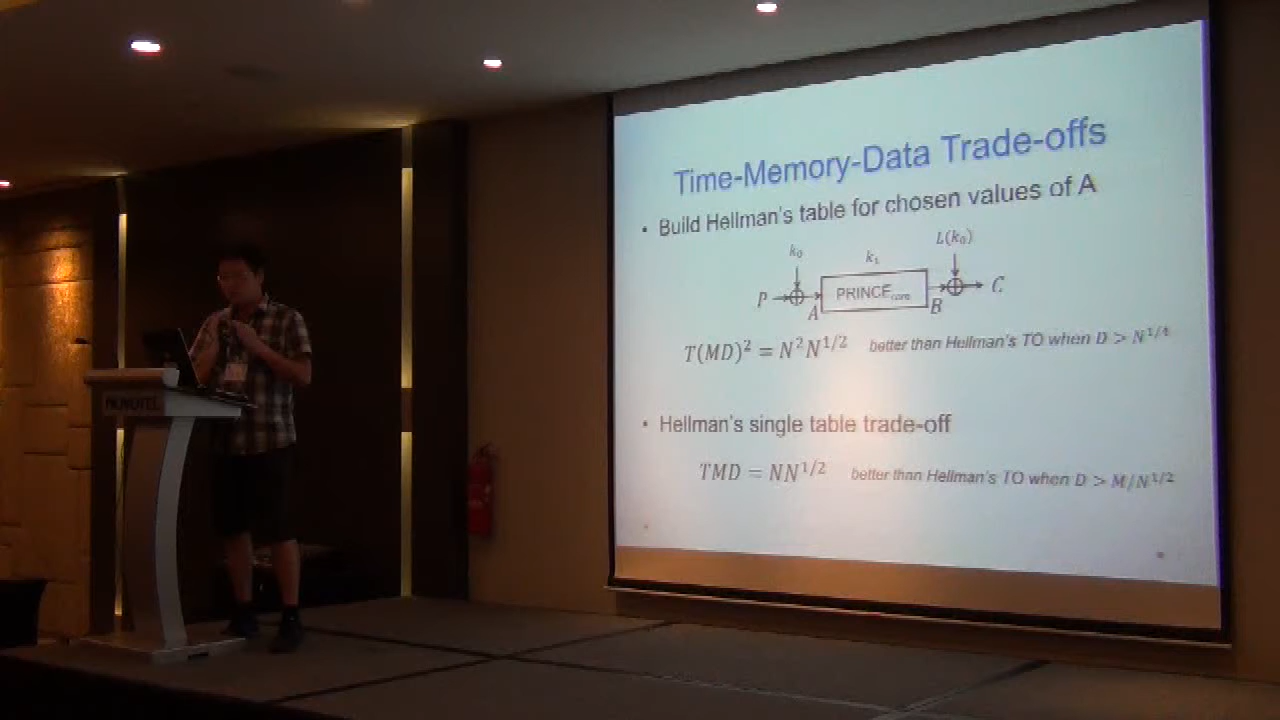 Time-Memory-Data Trade-offs
• Build Hellman's table for chosen values of A
k₀ k₁ L(k₀)
P A PRINCEcore B C
T(MD)² = N²N^{1/2} better than Hellman's TO when D > N^{1/4}
• Hellman's single table trade-off
TMD = NN^{1/2} better than Hellman's TO when D > M/N^{1/2}
NOVOTEL